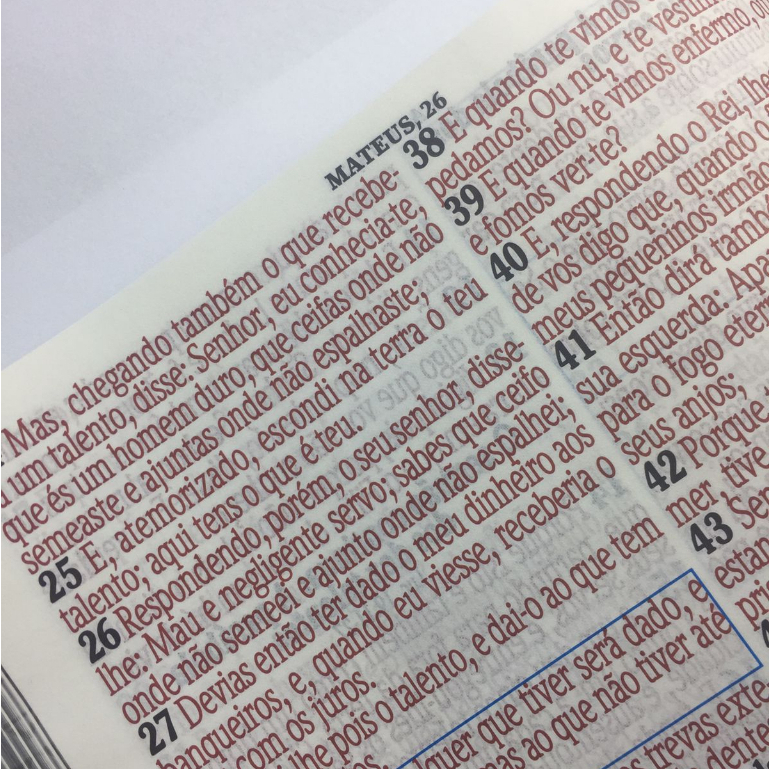 MATEUS, 26
Mas, chegando também o que recebe-
um talento, disse: Senhor, eu conhecia-te,
que és um homem duro, que ceifas onde não
semeaste e ajuntas onde não espalhaste;
25 E, atemorizado, escondi na terra o teu
talento; aqui tens o que é teu.
26 Respondendo, porém, o seu senhor, disse-
lhe: Mau e negligente servo; sabes que ceifo
onde não semeei e ajunto onde não espalhei,
27 Devias então ter dado o meu dinheiro aos
banqueiros, e, quando eu viesse, receberia o
com os juros.
lhe pois o talento, e dai-o ao que tem
quer que tiver será dado, e
ao que não tiver até
38 E quando te vimos
pedamos? Ou nu, e te vestim
39 E quando te vimos enfermo, ou
e fomos ver-te?
40 E, respondendo o Rei, lhe
de vos digo que, quando o
meus pequeninos irmão
41 Então dirá tamb
sua esquerda: Apa
para o fogo eter
seus anjos;
42 Porque
mer tive
43 Se
estan
trevas exte